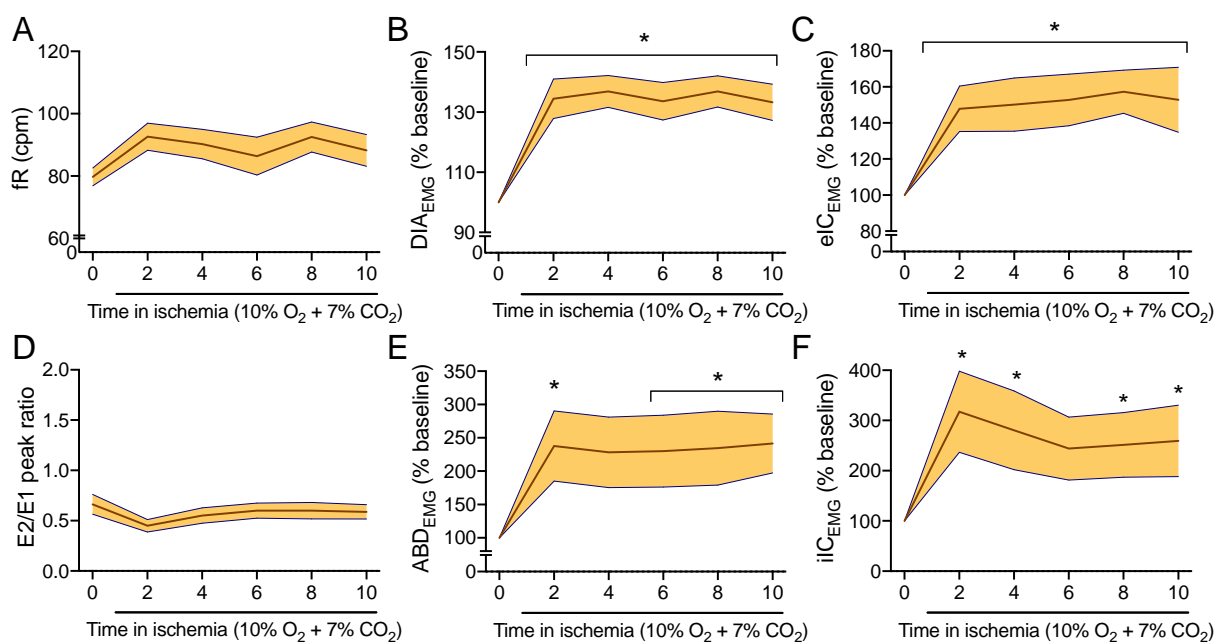 A
fR (cpm)
120
100
80
60
0
0 2 4 6 8 10
Time in ischemia (10% O₂ + 7% CO₂)
B
DIA_EMG (% baseline)
*
150
130
110
90
0
0 2 4 6 8 10
Time in ischemia (10% O₂ + 7% CO₂)
C
eIC_EMG (% baseline)
*
180
160
140
120
100
80
0
0 2 4 6 8 10
Time in ischemia (10% O₂ + 7% CO₂)
D
E2/E1 peak ratio
2.0
1.5
1.0
0.5
0.0
0 2 4 6 8 10
Time in ischemia (10% O₂ + 7% CO₂)
E
ABD_EMG (% baseline)
* *
350
300
250
200
150
100
0
0 2 4 6 8 10
Time in ischemia (10% O₂ + 7% CO₂)
F
iIC_EMG (% baseline)
* * * *
400
300
200
100
0
0 2 4 6 8 10
Time in ischemia (10% O₂ + 7% CO₂)